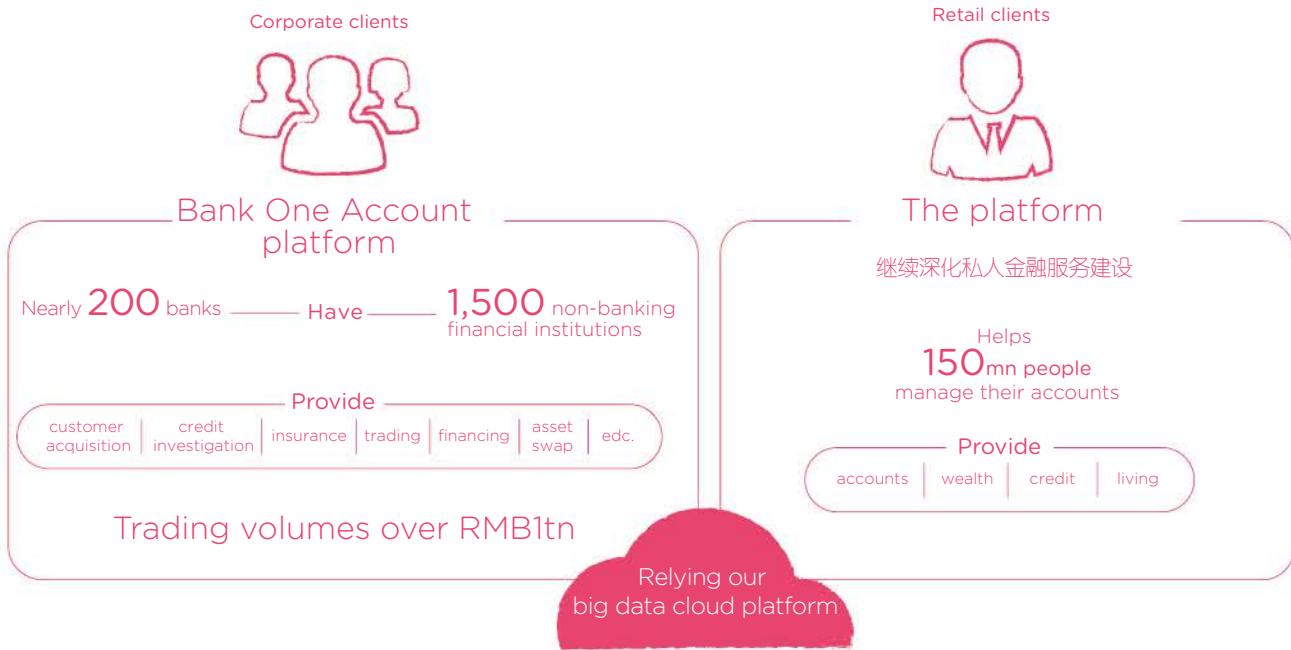 Corporate clients
Bank One Account
platform
Nearly 200 banks Have 1,500 non-banking
financial institutions
Provide
customer
acquisition
credit
investigation
insurance
trading
financing
asset
swap
edc.
Trading volumes over RMB1tn
Retail clients
The platform
继续深化私人金融服务建设
Helps
150mn people
manage their accounts
Provide
accounts
wealth
credit
living
Relying our
big data cloud platform